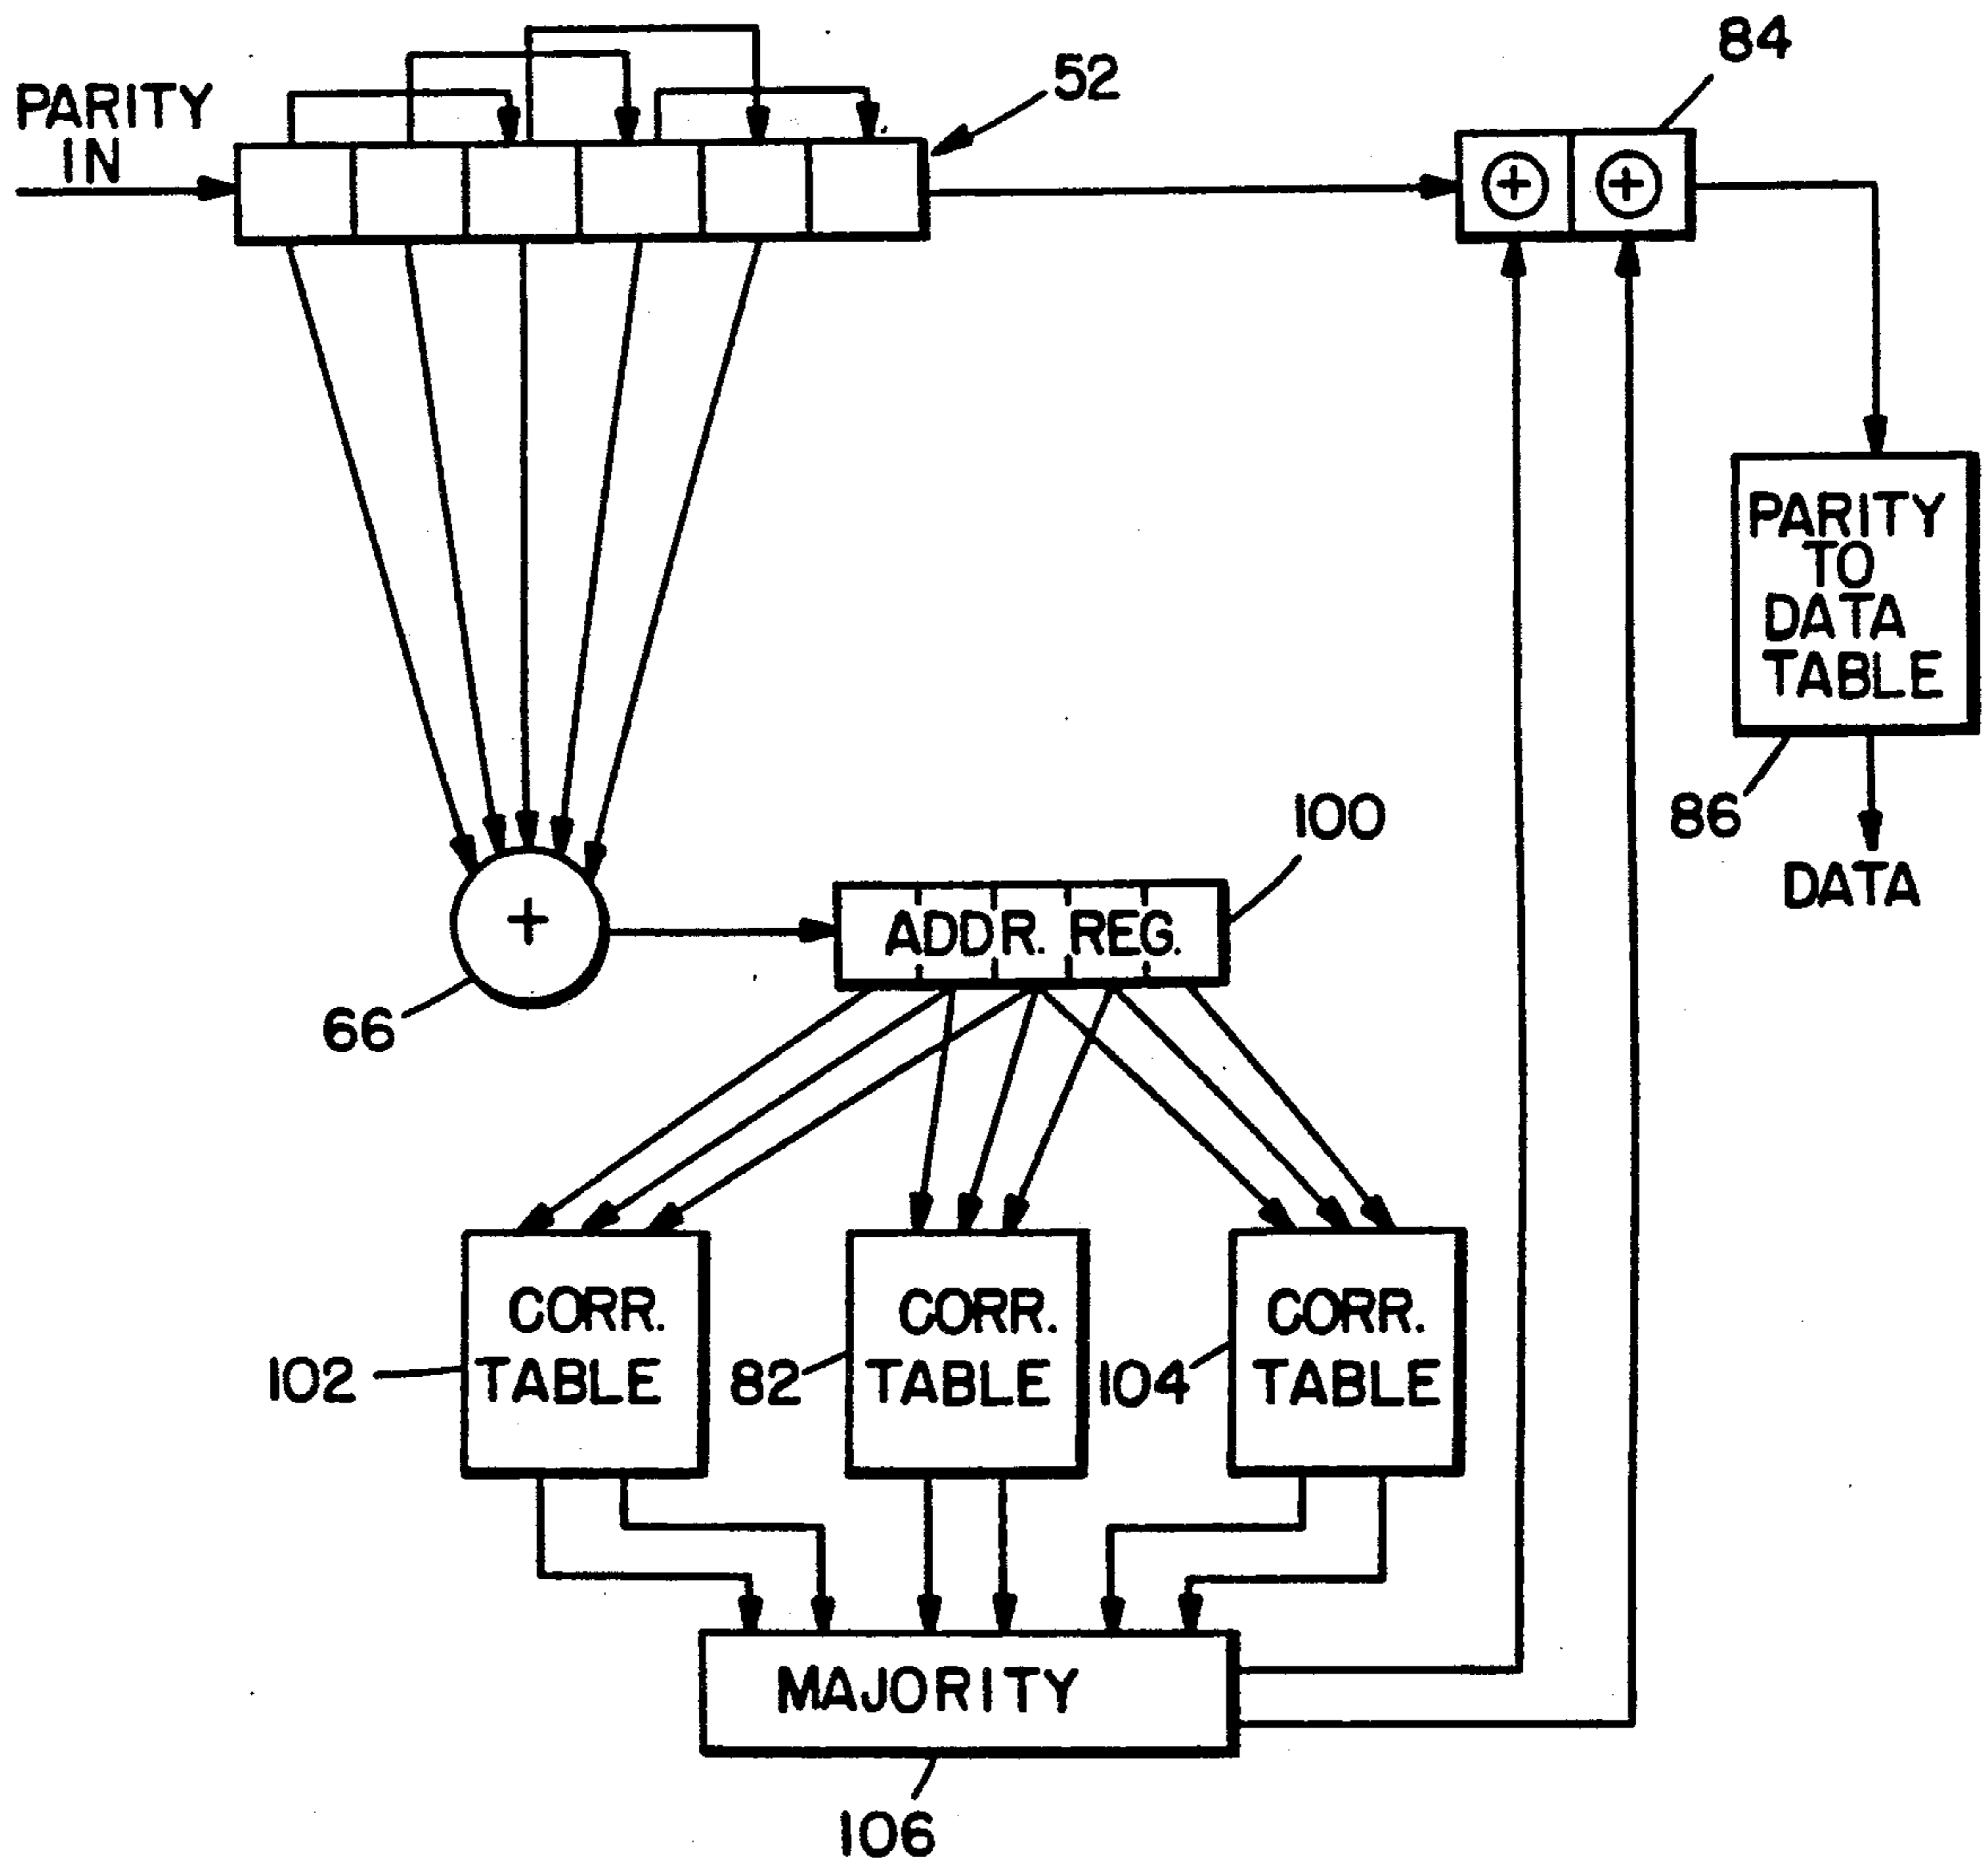 84
52
PARITY
IN
+ +
PARITY
TO
DATA
TABLE
86
DATA
100
+
ADDR. REG.
66
CORR.
TABLE
102
CORR.
TABLE
82
CORR.
TABLE
104
MAJORITY
106